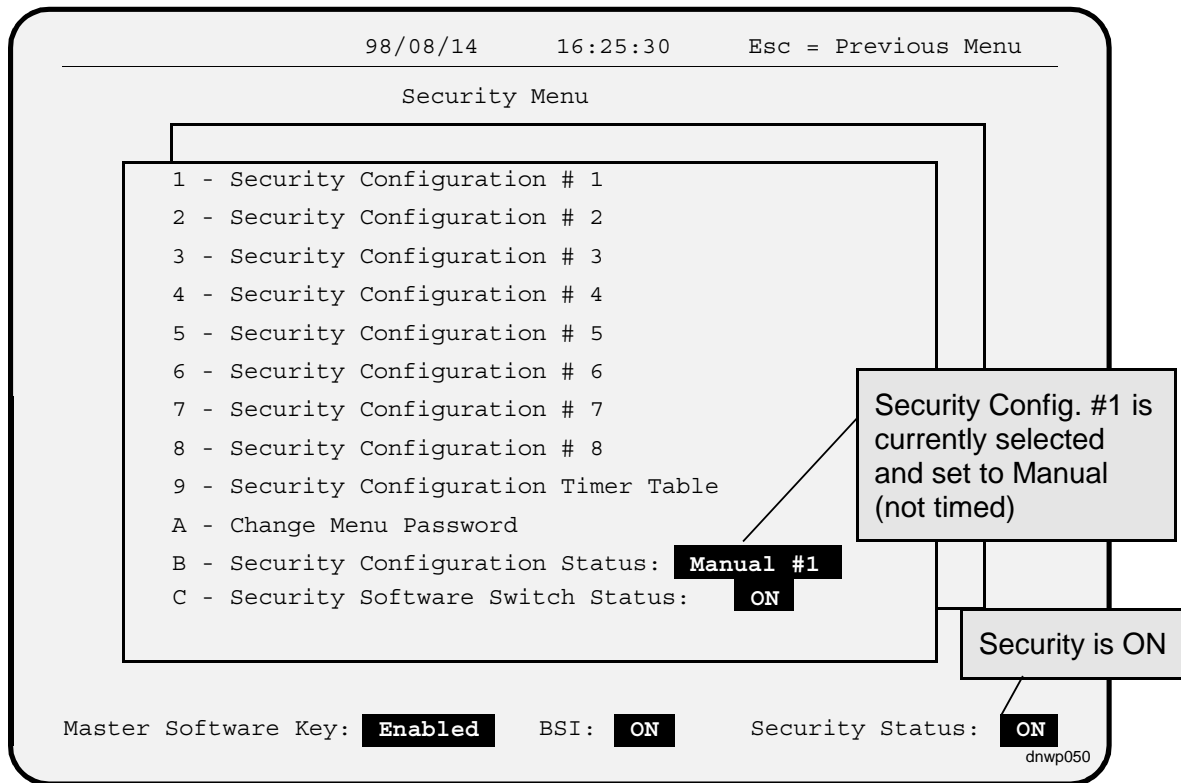 98/08/14 16:25:30 Esc = Previous Menu
Security Menu
1 - Security Configuration # 1
2 - Security Configuration # 2
3 - Security Configuration # 3
4 - Security Configuration # 4
5 - Security Configuration # 5
6 - Security Configuration # 6
7 - Security Configuration # 7
8 - Security Configuration # 8
9 - Security Configuration Timer Table
A - Change Menu Password
B - Security Configuration Status: Manual #1
C - Security Software Switch Status: ON
Security Config. #1 is
currently selected
and set to Manual
(not timed)
Security is ON
Master Software Key: Enabled BSI: ON Security Status: ON
dnwp050